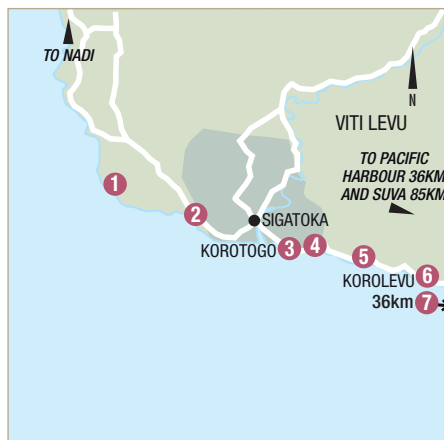 TO NADI
N
VITI LEVU
TO PACIFIC
HARBOUR 36KM
AND SUVA 85KM
1
2
SIGATOKA
KOROTOGO 3 4
5
KOROLEVU 6
36km 7